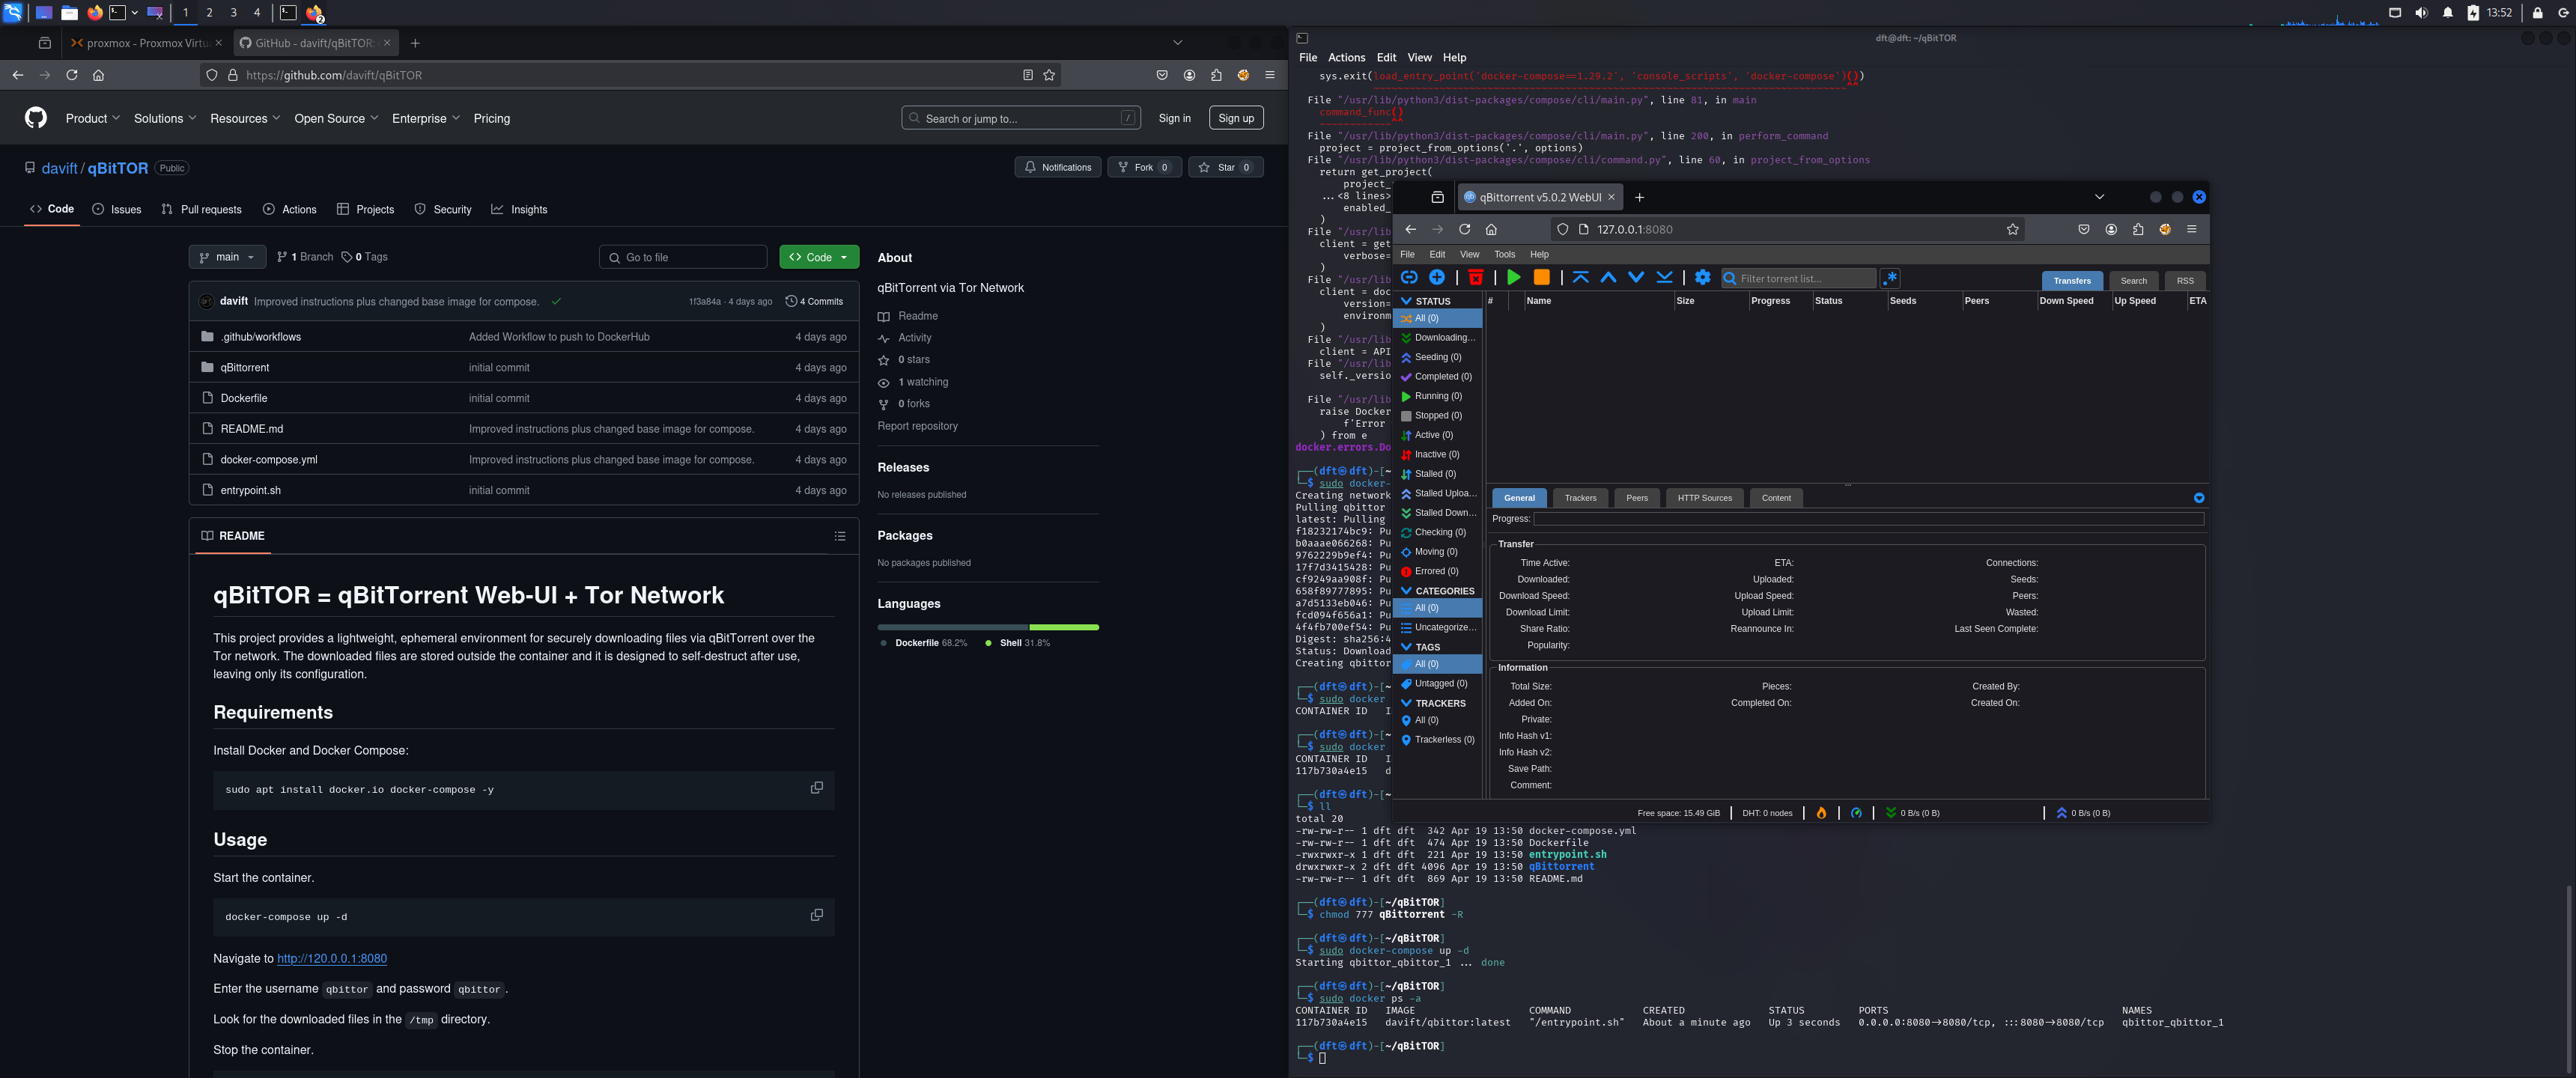 1 2 3 4 2 13:52
proxmox - Proxmox Virtu
GitHub - davift/qBitTOR:
https://github.com/davift/qBitTOR
Product Solutions Resources Open Source Enterprise Pricing
Search or jump to... /
Sign in Sign up
davift / qBitTOR Public
Notifications Fork 0 Star 0
Code Issues Pull requests Actions Projects Security Insights
main 1 Branch 0 Tags Go to file Code
davift Improved instructions plus changed base image for compose. 1f3a84a · 4 days ago 4 Commits
.github/workflows Added Workflow to push to DockerHub 4 days ago
qBittorrent initial commit 4 days ago
Dockerfile initial commit 4 days ago
README.md Improved instructions plus changed base image for compose. 4 days ago
docker-compose.yml Improved instructions plus changed base image for compose. 4 days ago
entrypoint.sh initial commit 4 days ago
README
qBitTOR = qBitTorrent Web-UI + Tor Network
This project provides a lightweight, ephemeral environment for securely downloading files via qBitTorrent over the
Tor network. The downloaded files are stored outside the container and it is designed to self-destruct after use,
leaving only its configuration.
Requirements
Install Docker and Docker Compose:
sudo apt install docker.io docker-compose -y
Usage
Start the container.
docker-compose up -d
Navigate to http://120.0.0.1:8080
Enter the username qbittor and password qbittor.
Look for the downloaded files in the /tmp directory.
Stop the container.
About
qBitTorrent via Tor Network
Readme
Activity
0 stars
1 watching
0 forks
Report repository
Releases
No releases published
Packages
No packages published
Languages
Dockerfile 68.2% Shell 31.8%
dft@dft: ~/qBitTOR
File Actions Edit View Help
sys.exit(load_entry_point('docker-compose==1.29.2', 'console_scripts', 'docker-compose')())
File "/usr/lib/python3/dist-packages/compose/cli/main.py", line 81, in main
command_func()
File "/usr/lib/python3/dist-packages/compose/cli/main.py", line 200, in perform_command
project = project_from_options('.', options)
File "/usr/lib/python3/dist-packages/compose/cli/command.py", line 60, in project_from_options
return get_project(
project_
...<8 lines>
enabled_
)
File "/usr/lib
client = get
verbose=
)
File "/usr/lib
client = doc
version=
environm
)
File "/usr/lib
client = API
File "/usr/lib
self._versio
File "/usr/lib
raise Docker
f'Error
) from e
docker.errors.Do
┌──(dft㉿dft)-[~
└─$ sudo docker-
Creating network
Pulling qbittor
latest: Pulling
f18232174bc9: Pu
b0aaae066268: Pu
9762229b9ef4: Pu
17f7d3415428: Pu
cf9249aa908f: Pu
658f89777895: Pu
a7d5133eb046: Pu
fcd094f656a1: Pu
4f4fb700ef54: Pu
Digest: sha256:4
Status: Download
Creating qbittor
┌──(dft㉿dft)-[~
└─$ sudo docker
CONTAINER ID I
┌──(dft㉿dft)-[~
└─$ sudo docker
CONTAINER ID I
117b730a4e15 d
┌──(dft㉿dft)-[~
└─$ ll
total 20
-rw-rw-r-- 1 dft dft 342 Apr 19 13:50 docker-compose.yml
-rw-rw-r-- 1 dft dft 474 Apr 19 13:50 Dockerfile
-rwxrwxr-x 1 dft dft 221 Apr 19 13:50 entrypoint.sh
drwxrwxr-x 2 dft dft 4096 Apr 19 13:50 qBittorrent
-rw-rw-r-- 1 dft dft 869 Apr 19 13:50 README.md
┌──(dft㉿dft)-[~/qBitTOR]
└─$ chmod 777 qBittorrent -R
┌──(dft㉿dft)-[~/qBitTOR]
└─$ sudo docker-compose up -d
Starting qbittor_qbittor_1 ... done
┌──(dft㉿dft)-[~/qBitTOR]
└─$ sudo docker ps -a
CONTAINER ID IMAGE COMMAND CREATED STATUS PORTS NAMES
117b730a4e15 davift/qbittor:latest "/entrypoint.sh" About a minute ago Up 3 seconds 0.0.0.0:8080->8080/tcp, :::8080->8080/tcp qbittor_qbittor_1
┌──(dft㉿dft)-[~/qBitTOR]
└─$
qBittorrent v5.0.2 WebUI
127.0.0.1:8080
File Edit View Tools Help
Filter torrent list... .*
Transfers Search RSS
STATUS
All (0)
Downloading...
Seeding (0)
Completed (0)
Running (0)
Stopped (0)
Active (0)
Inactive (0)
Stalled (0)
Stalled Uploa...
Stalled Down...
Checking (0)
Moving (0)
Errored (0)
CATEGORIES
All (0)
Uncategorize...
TAGS
All (0)
Untagged (0)
TRACKERS
All (0)
Trackerless (0)
# Name Size Progress Status Seeds Peers Down Speed Up Speed ETA
General Trackers Peers HTTP Sources Content
Progress:
Transfer
Time Active: ETA: Connections:
Downloaded: Uploaded: Seeds:
Download Speed: Upload Speed: Peers:
Download Limit: Upload Limit: Wasted:
Share Ratio: Reannounce In: Last Seen Complete:
Popularity:
Information
Total Size: Pieces: Created By:
Added On: Completed On: Created On:
Private:
Info Hash v1:
Info Hash v2:
Save Path:
Comment:
Free space: 15.49 GiB DHT: 0 nodes 0 B/s (0 B) 0 B/s (0 B)